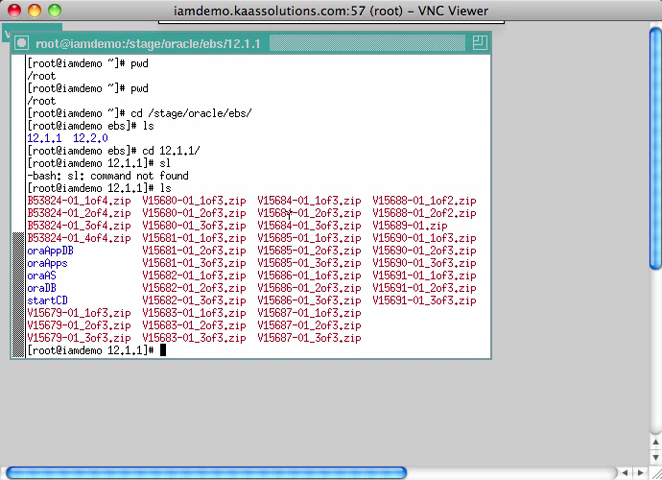 iamdemo.kaassolutions.com:57 (root) – VNC Viewer
root@iamdemo:/stage/oracle/ebs/12.1.1
[root@iamdemo ~]# pwd
/root
[root@iamdemo ~]# pwd
/root
[root@iamdemo ~]# cd /stage/oracle/ebs/
[root@iamdemo ebs]# ls
12.1.1 12.2.0
[root@iamdemo ebs]# cd 12.1.1/
[root@iamdemo 12.1.1]# sl
-bash: sl: command not found
[root@iamdemo 12.1.1]# ls
B53824-01_1of4.zip V15680-01_1of3.zip V15684-01_1of3.zip V15688-01_1of2.zip
B53824-01_2of4.zip V15680-01_2of3.zip V15684-01_2of3.zip V15688-01_2of2.zip
B53824-01_3of4.zip V15680-01_3of3.zip V15684-01_3of3.zip V15689-01.zip
B53824-01_4of4.zip V15681-01_1of3.zip V15685-01_1of3.zip V15690-01_1of3.zip
oraAppDB V15681-01_2of3.zip V15685-01_2of3.zip V15690-01_2of3.zip
oraApps V15681-01_3of3.zip V15685-01_3of3.zip V15690-01_3of3.zip
oraAS V15682-01_1of3.zip V15686-01_1of3.zip V15691-01_1of3.zip
oraDB V15682-01_2of3.zip V15686-01_2of3.zip V15691-01_2of3.zip
startCD V15682-01_3of3.zip V15686-01_3of3.zip V15691-01_3of3.zip
V15679-01_1of3.zip V15683-01_1of3.zip V15687-01_1of3.zip
V15679-01_2of3.zip V15683-01_2of3.zip V15687-01_2of3.zip
V15679-01_3of3.zip V15683-01_3of3.zip V15687-01_3of3.zip
[root@iamdemo 12.1.1]#